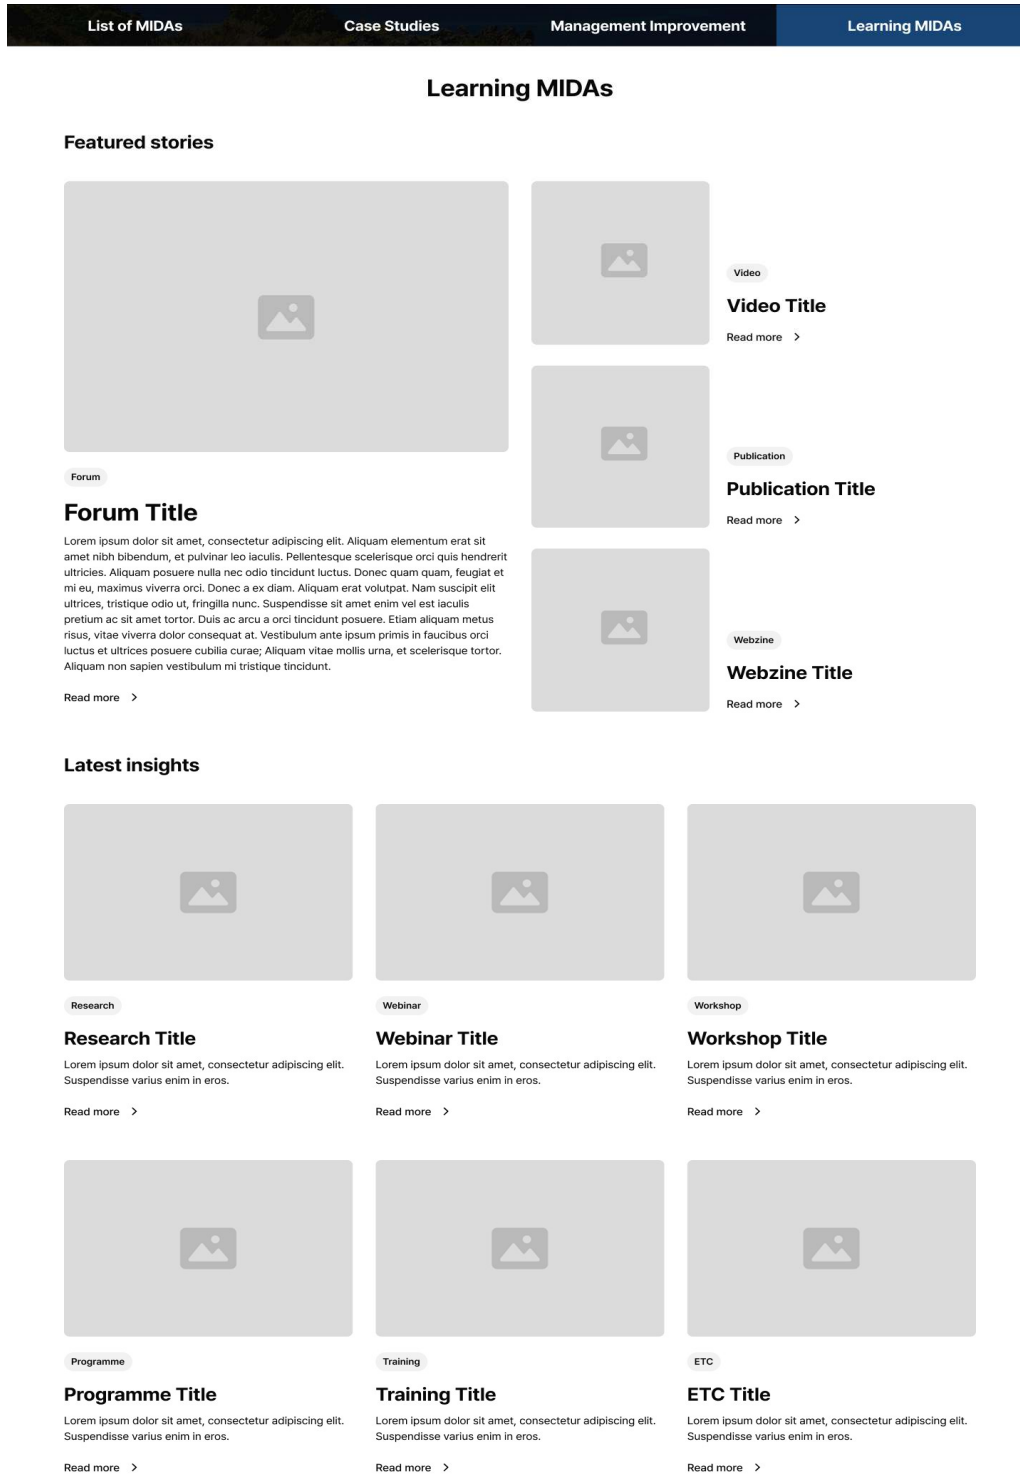 List of MIDAs
Case Studies
Management Improvement
Learning MIDAs
Learning MIDAs
Featured stories
Forum
Forum Title
Lorem ipsum dolor sit amet, consectetur adipiscing elit. Aliquam elementum erat sit
amet nibh bibendum, et pulvinar leo iaculis. Pellentesque scelerisque orci quis hendrerit
ultricies. Aliquam posuere nulla nec odio tincidunt luctus. Donec quam quam, feugiat et
mi eu, maximus viverra orci. Donec a ex diam. Aliquam erat volutpat. Nam suscipit elit
ultrices, tristique odio ut, fringilla nunc. Suspendisse sit amet enim vel est iaculis
pretium ac sit amet tortor. Duis ac arcu a orci tincidunt posuere. Etiam aliquam metus
risus, vitae viverra dolor consequat at. Vestibulum ante ipsum primis in faucibus orci
luctus et ultrices posuere cubilia curae; Aliquam vitae mollis urna, et scelerisque tortor.
Aliquam non sapien vestibulum mi tristique tincidunt.
Read more
Video
Video Title
Read more
Publication
Publication Title
Read more
Webzine
Webzine Title
Read more
Latest insights
Research
Research Title
Lorem ipsum dolor sit amet, consectetur adipiscing elit.
Suspendisse varius enim in eros.
Read more
Webinar
Webinar Title
Lorem ipsum dolor sit amet, consectetur adipiscing elit.
Suspendisse varius enim in eros.
Read more
Workshop
Workshop Title
Lorem ipsum dolor sit amet, consectetur adipiscing elit.
Suspendisse varius enim in eros.
Read more
Programme
Programme Title
Lorem ipsum dolor sit amet, consectetur adipiscing elit.
Suspendisse varius enim in eros.
Read more
Training
Training Title
Lorem ipsum dolor sit amet, consectetur adipiscing elit.
Suspendisse varius enim in eros.
Read more
ETC
ETC Title
Lorem ipsum dolor sit amet, consectetur adipiscing elit.
Suspendisse varius enim in eros.
Read more